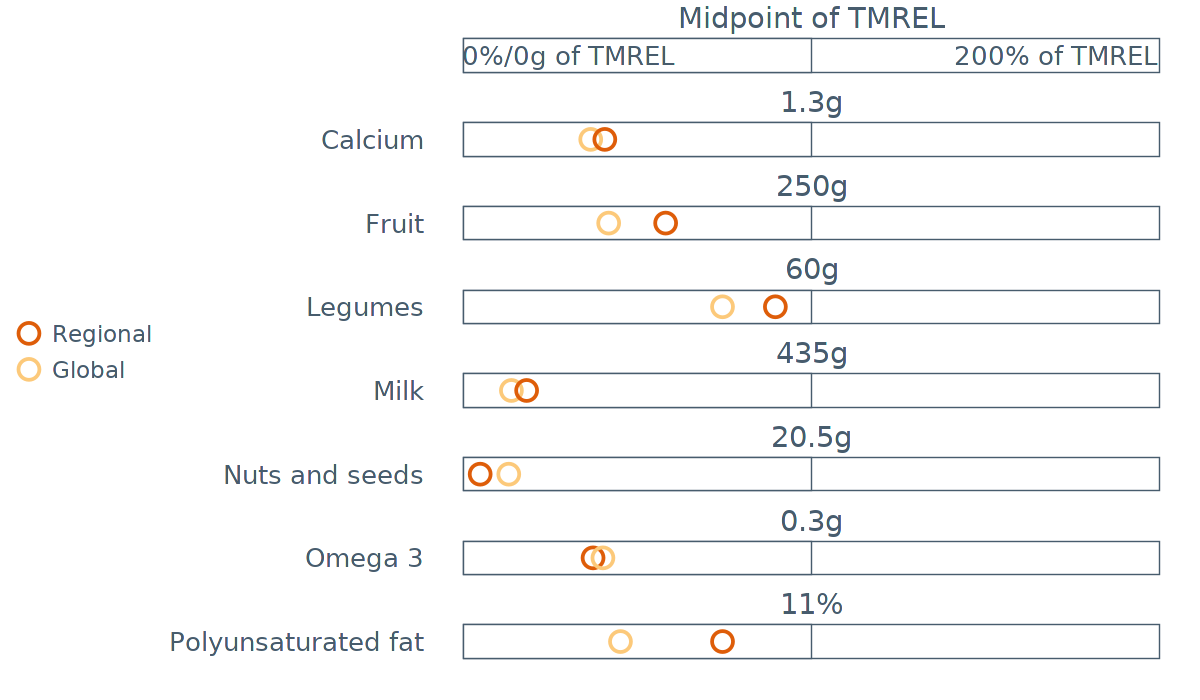 Midpoint of TMREL
0%/0g of TMREL 200% of TMREL
1.3g
Calcium
250g
Fruit
60g
Legumes
Regional
435g
Global
Milk
20.5g
Nuts and seeds
0.3g
Omega 3
11%
Polyunsaturated fat